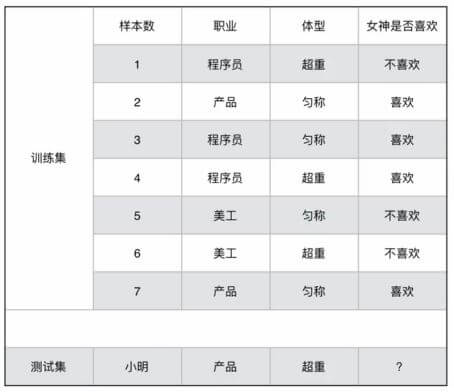 样本数 职业 体型 女神是否喜欢
1 程序员 超重 不喜欢
2 产品 匀称 喜欢
3 程序员 匀称 喜欢
训练集 4 程序员 超重 喜欢
5 美工 匀称 不喜欢
6 美工 超重 不喜欢
7 产品 匀称 喜欢
测试集 小明 产品 超重 ?